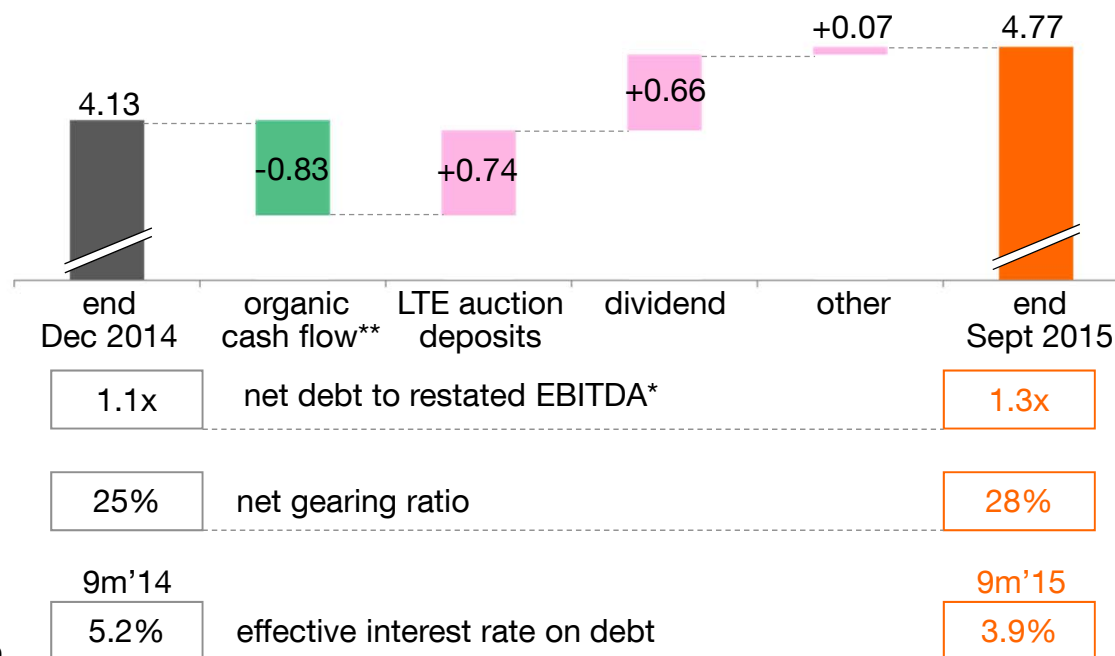 +0.07
4.77
4.13
+0.66
-0.83
+0.74
end
Dec 2014
organic
cash flow**
LTE auction
deposits
dividend
other
end
Sept 2015
1.1x
net debt to restated EBITDA*
1.3x
25%
net gearing ratio
28%
9m’14
9m’15
5.2%
effective interest rate on debt
3.9%